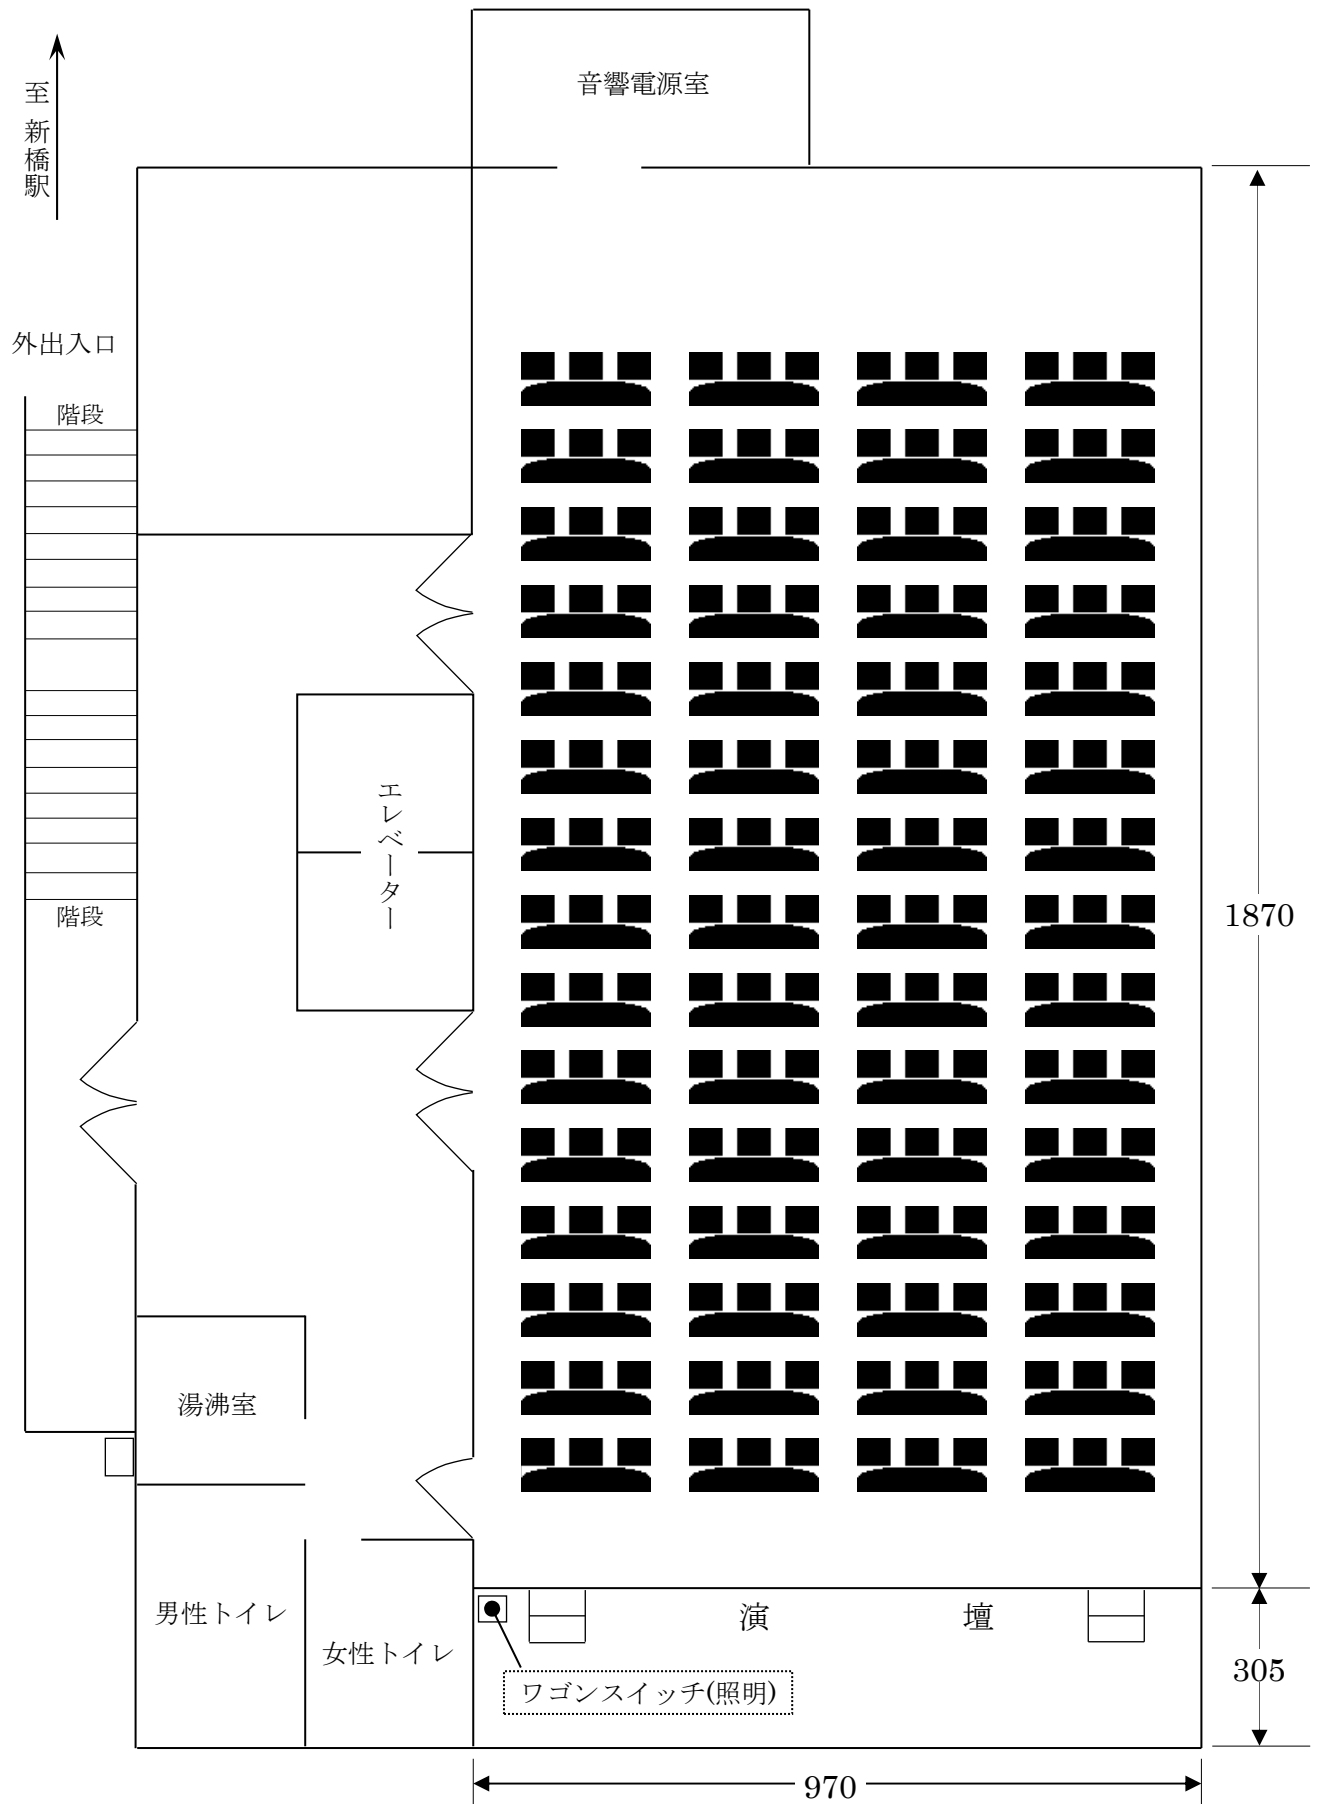 音響電源室
至 新橋駅
外出入口
階段
エレベーター
階段
1870
湯沸室
男性トイレ
女性トイレ
演 壇
ワゴンスイッチ(照明)
305
970